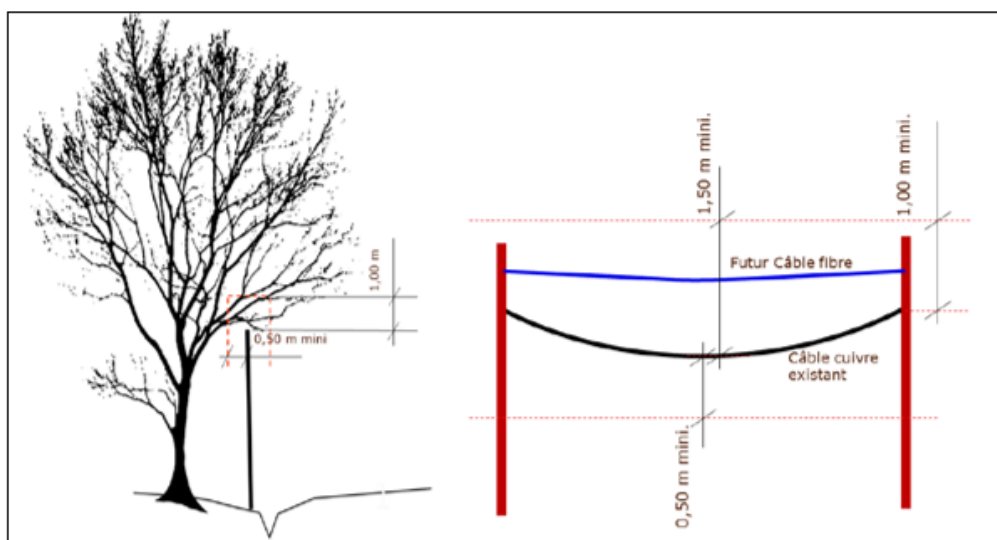 1,00 m
0,50 m mini
1,50 m mini.
1,00 m mini.
Futur Câble fibre
Câble cuivre
existant
0,50 m mini.